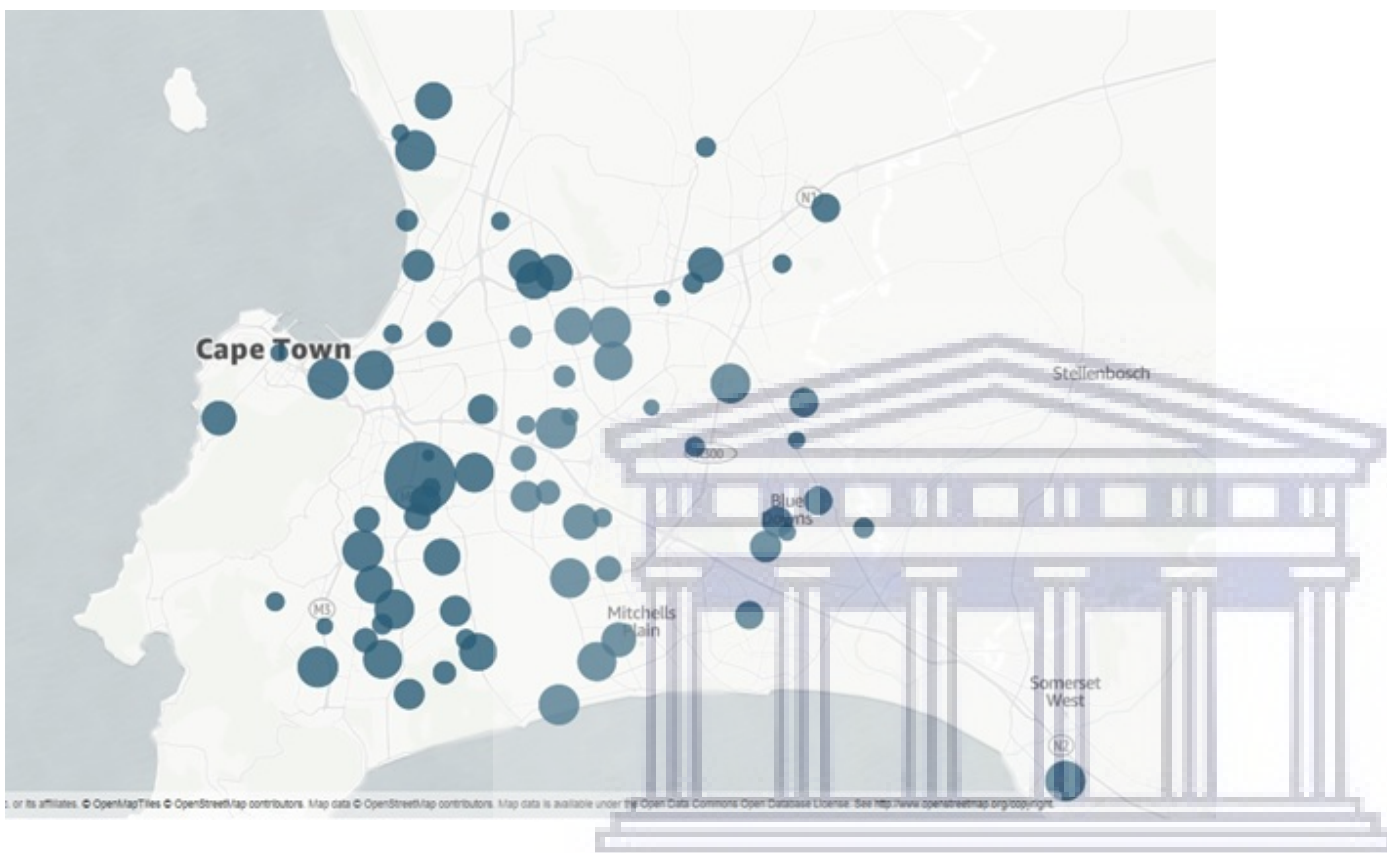 N1
Cape Town
Stellenbosch
Blue
Downs
M3
Mitchells
Plain
Somerset
West
N2
. or its affiliates. © OpenMapTiles © OpenStreetMap contributors. Map data © OpenStreetMap contributors. Map data is available under the Open Data Commons Open Database License. See http://www.openstreetmap.org/copyright.